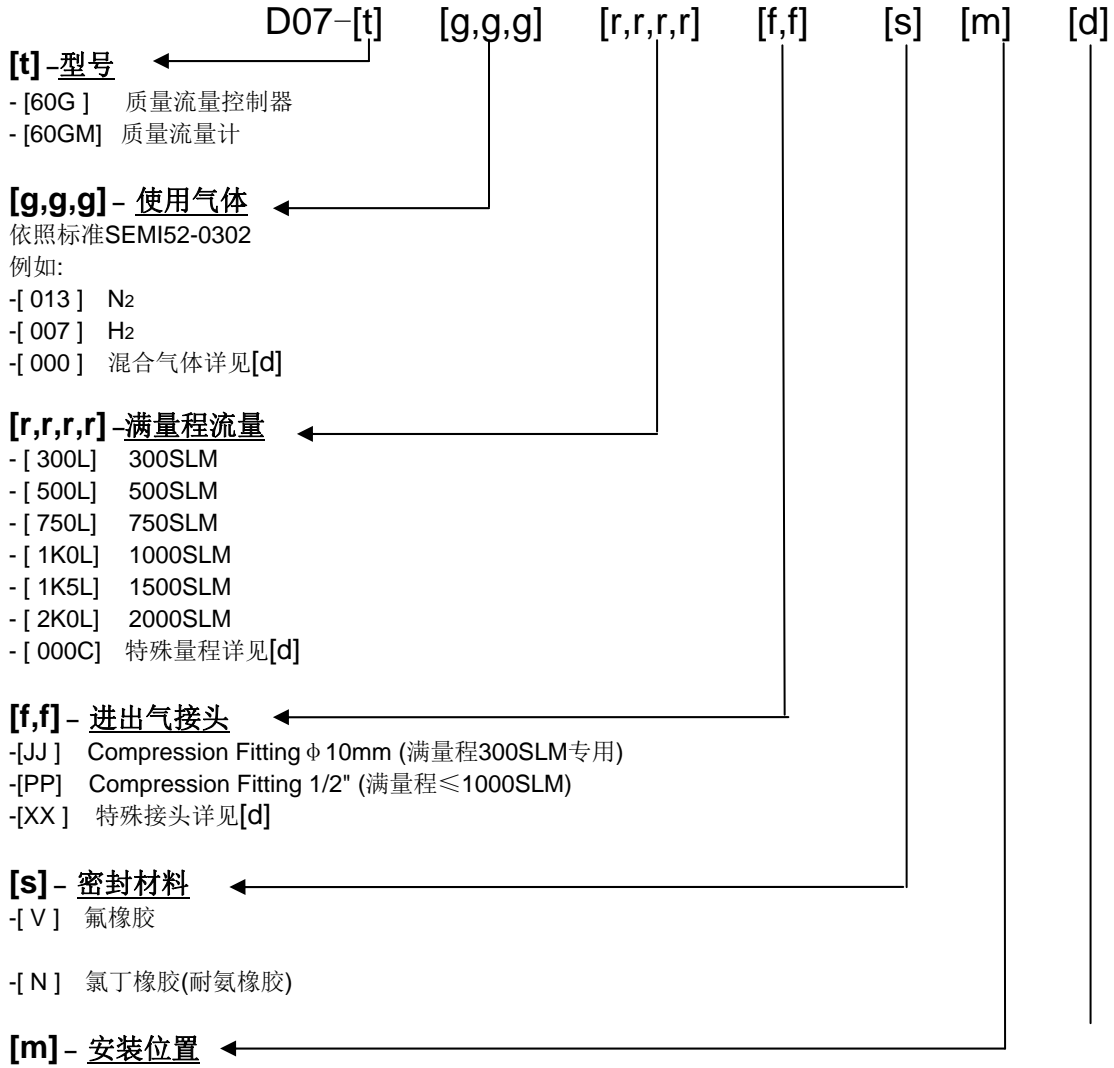 D07-[t] [g,g,g] [r,r,r,r] [f,f] [s] [m] [d]
[t] –型号
- [60G ] 质量流量控制器
- [60GM] 质量流量计
[g,g,g] – 使用气体
依照标准SEMI52-0302
例如:
-[ 013 ] N2
-[ 007 ] H2
-[ 000 ] 混合气体详见[d]
[r,r,r,r] –满量程流量
- [ 300L] 300SLM
- [ 500L] 500SLM
- [ 750L] 750SLM
- [ 1K0L] 1000SLM
- [ 1K5L] 1500SLM
- [ 2K0L] 2000SLM
- [ 000C] 特殊量程详见[d]
[f,f] – 进出气接头
-[JJ ] Compression Fitting φ 10mm (满量程300SLM专用)
-[PP] Compression Fitting 1/2" (满量程≤1000SLM)
-[XX ] 特殊接头详见[d]
[s] – 密封材料
-[ V ] 氟橡胶
-[ N ] 氯丁橡胶(耐氨橡胶)
[m] – 安装位置